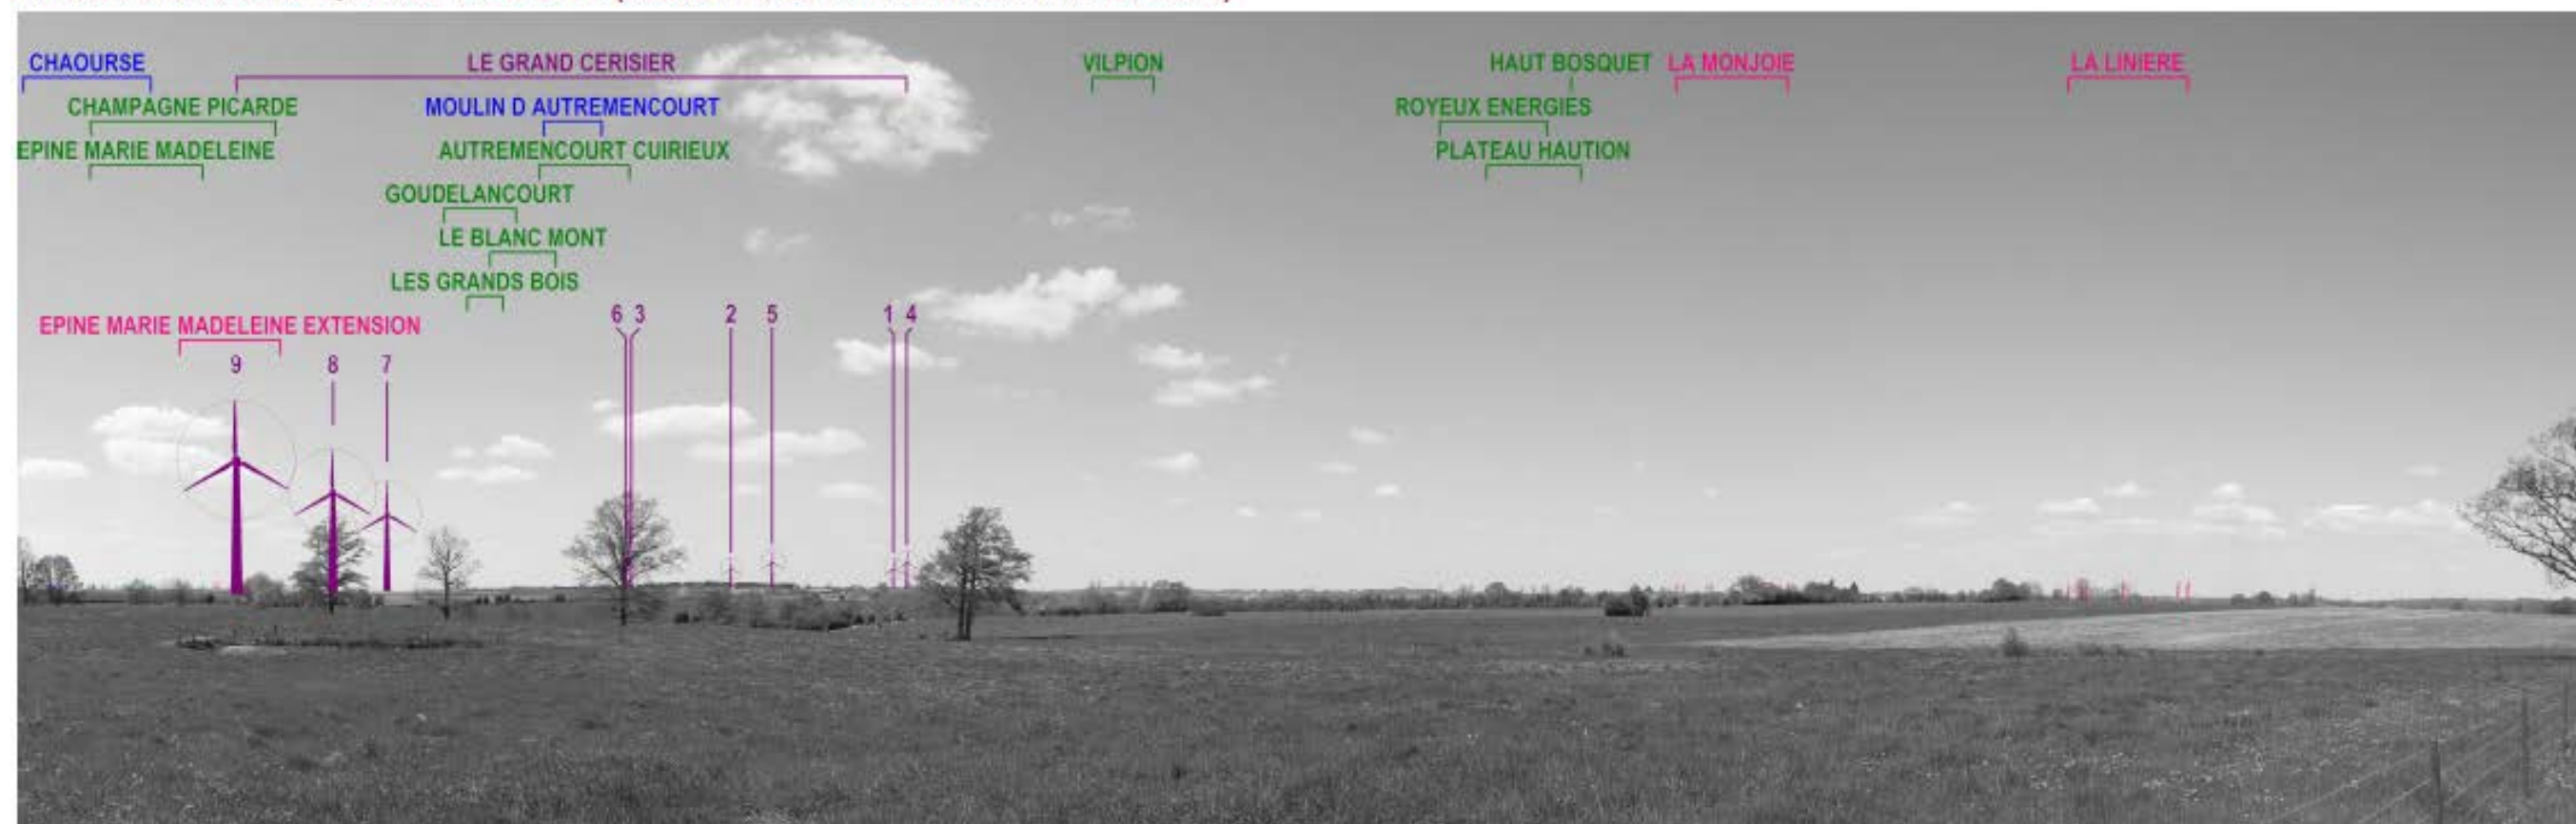 CHAOURSE LE GRAND CERISIER VILPION HAUT BOSQUET LA MONJOIE LA LINIERE
CHAMPAGNE PICARDE MOULIN D AUTREMENCOURT ROYEUX ENERGIES
EPINE MARIE MADELEINE AUTREMENCOURT CUIRIEUX PLATEAU HAUTION
GOUDELANCOURT
LE BLANC MONT
LES GRANDS BOIS
6 3 2 5 1 4
EPINE MARIE MADELEINE EXTENSION
9 8 7